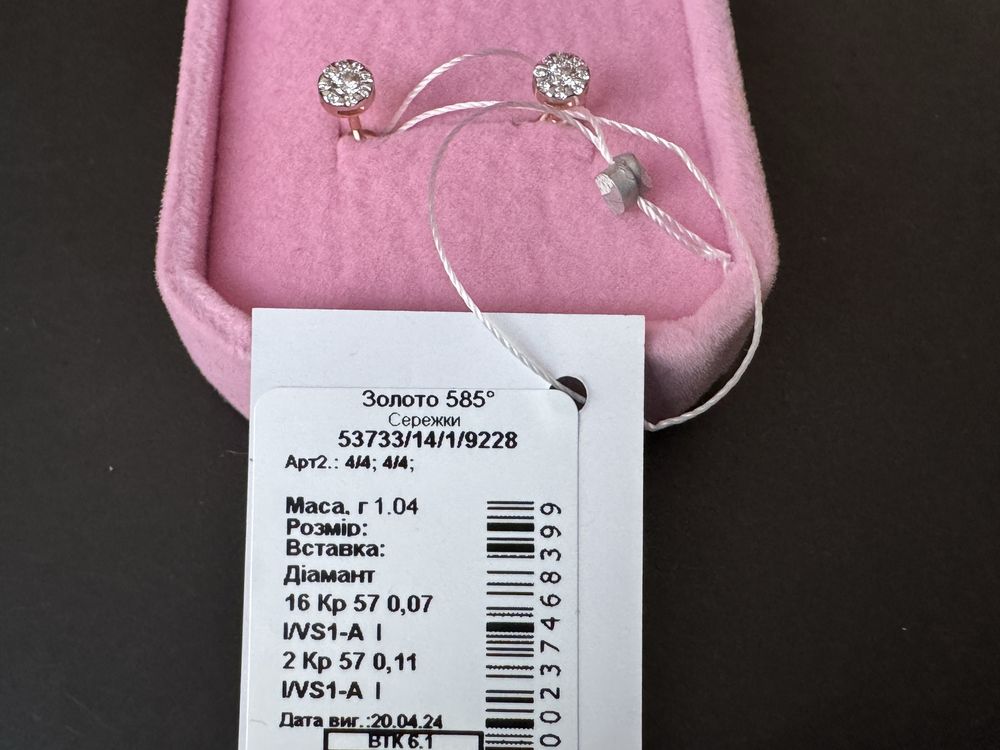 Золото 585°
Сережки
53733/14/1/9228
Арт2.: 4/4; 4/4;
Маса, г 1.04
Розмір:
Вставка:
Діамант
16 Кр 57 0,07
I/VS1-A I
2 Кр 57 0,11
I/VS1-A I
Дата виг.:20.04.24
ВТК 6.1
00237468399